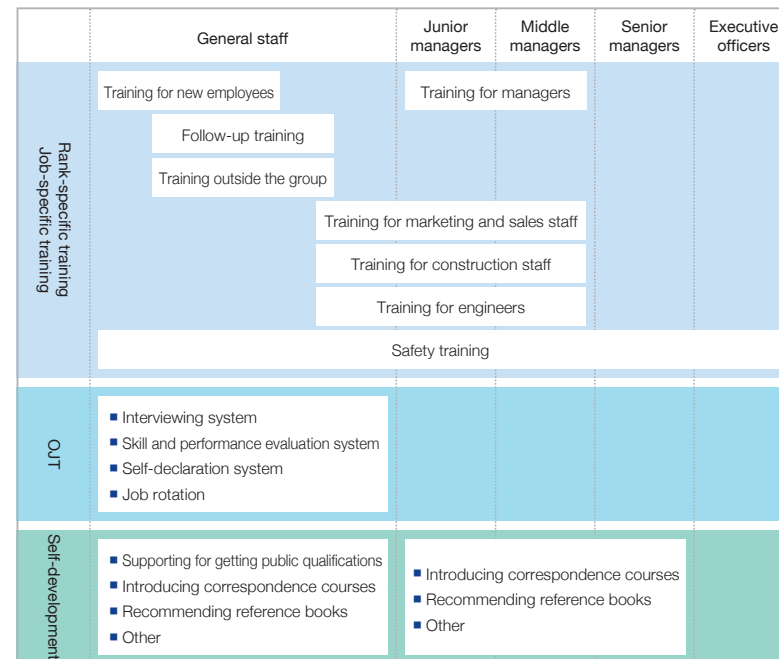 General staff
Junior
managers
Middle
managers
Senior
managers
Executive
officers
Rank-specific training
Job-specific training
Training for new employees
Training for managers
Follow-up training
Training outside the group
Training for marketing and sales staff
Training for construction staff
Training for engineers
Safety training
OJT
■ Interviewing system
■ Skill and performance evaluation system
■ Self-declaration system
■ Job rotation
Self-development
■ Supporting for getting public qualifications
■ Introducing correspondence courses
■ Recommending reference books
■ Other
■ Introducing correspondence courses
■ Recommending reference books
■ Other